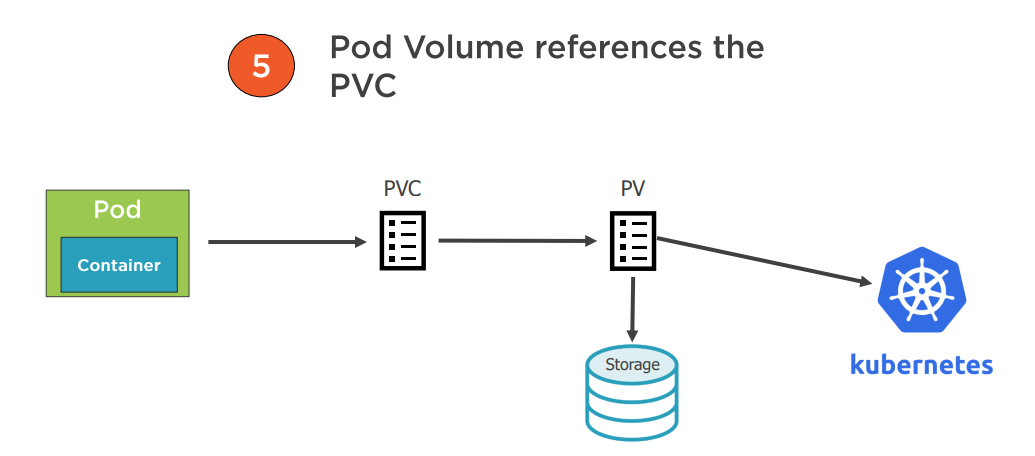 5
Pod Volume references the
PVC
PVC
PV
Pod
Container
Storage
kubernetes